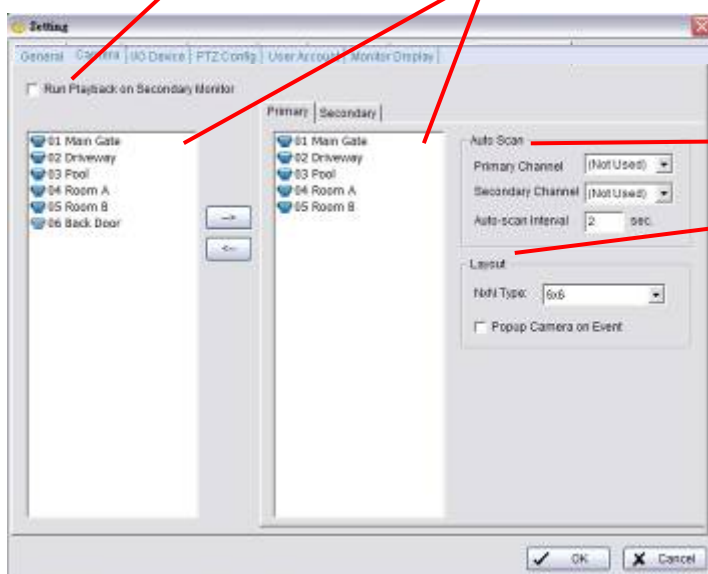 Setting
General Camera I/O Device PTZ Config User Account Monitor Display
Run Playback on Secondary Monitor
Primary Secondary
01 Main Gate
02 Driveway
03 Pool
04 Room A
05 Room B
06 Back Door
-->
<--
01 Main Gate
02 Driveway
03 Pool
04 Room A
05 Room B
Auto Scan
Primary Channel (Not Used)
Secondary Channel (Not Used)
Auto-scan Interval 2 sec.
Layout
NxN Type: 6x6
Popup Camera on Event
OK Cancel